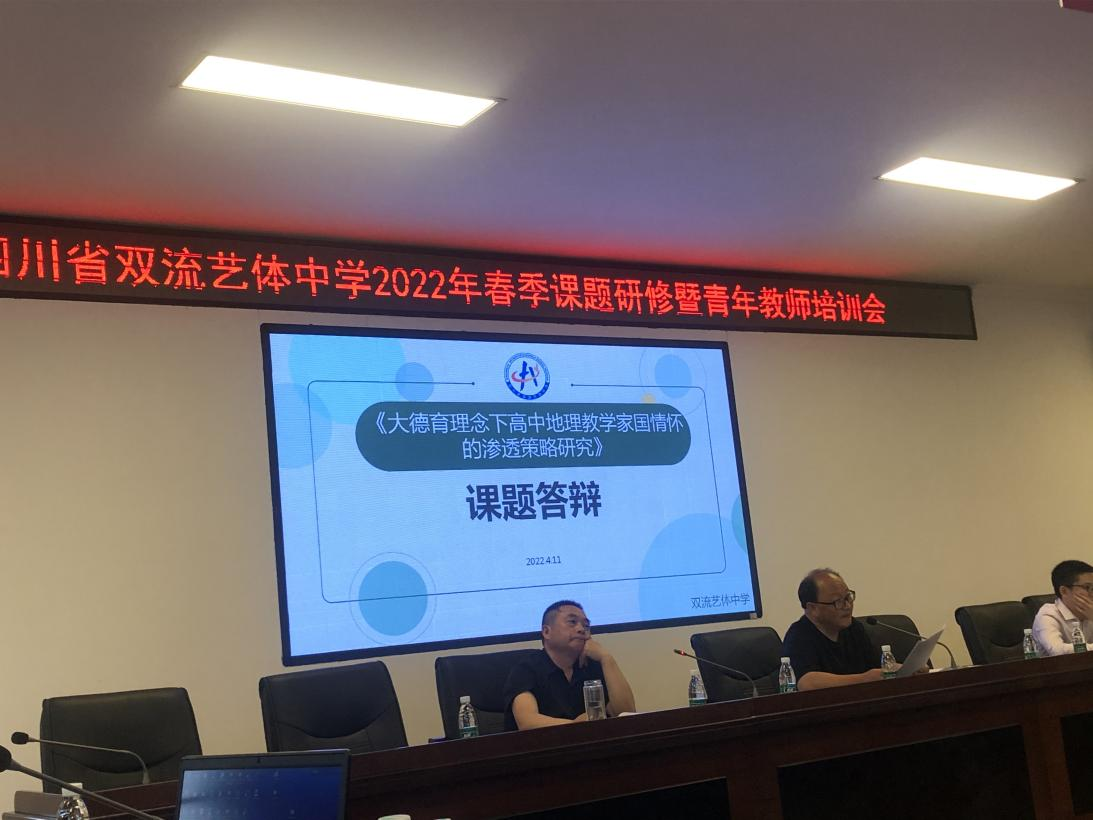 四川省双流艺体中学2022年春季课题研修暨青年教师培训会
《大德育理念下高中地理教学家国情怀
的渗透策略研究》
课题答辩
2022.4.11
双流艺体中学